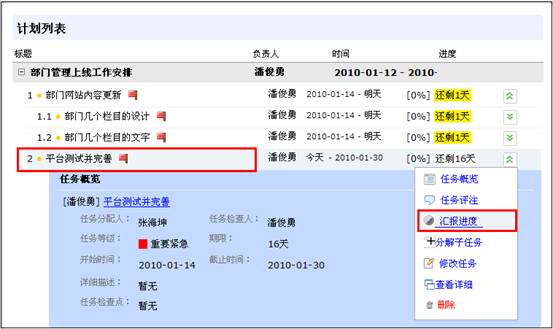 计划列表
标题 负责人 时间 进度
部门管理上线工作安排 潘俊勇 2010-01-12 - 2010-
1 部门网站内容更新 潘俊勇 2010-01-14 - 明天 [0%] 还剩1天
1.1 部门几个栏目的设计 潘俊勇 2010-01-14 - 明天 [0%] 还剩1天
1.2 部门几个栏目的文字 潘俊勇 2010-01-14 - 明天 [0%] 还剩1天
2 平台测试并完善 潘俊勇 今天 - 2010-01-30 [0%] 还剩16天
任务概览
[潘俊勇] 平台测试并完善
任务分配人: 张海坤 任务检查人: 潘俊勇
任务等级: 重要紧急 期限: 16天
开始时间: 2010-01-14 截止时间: 2010-01-30
详细描述: 暂无
任务检查点: 暂无
任务概览
任务评注
汇报进度
分解子任务
修改任务
查看详细
删除